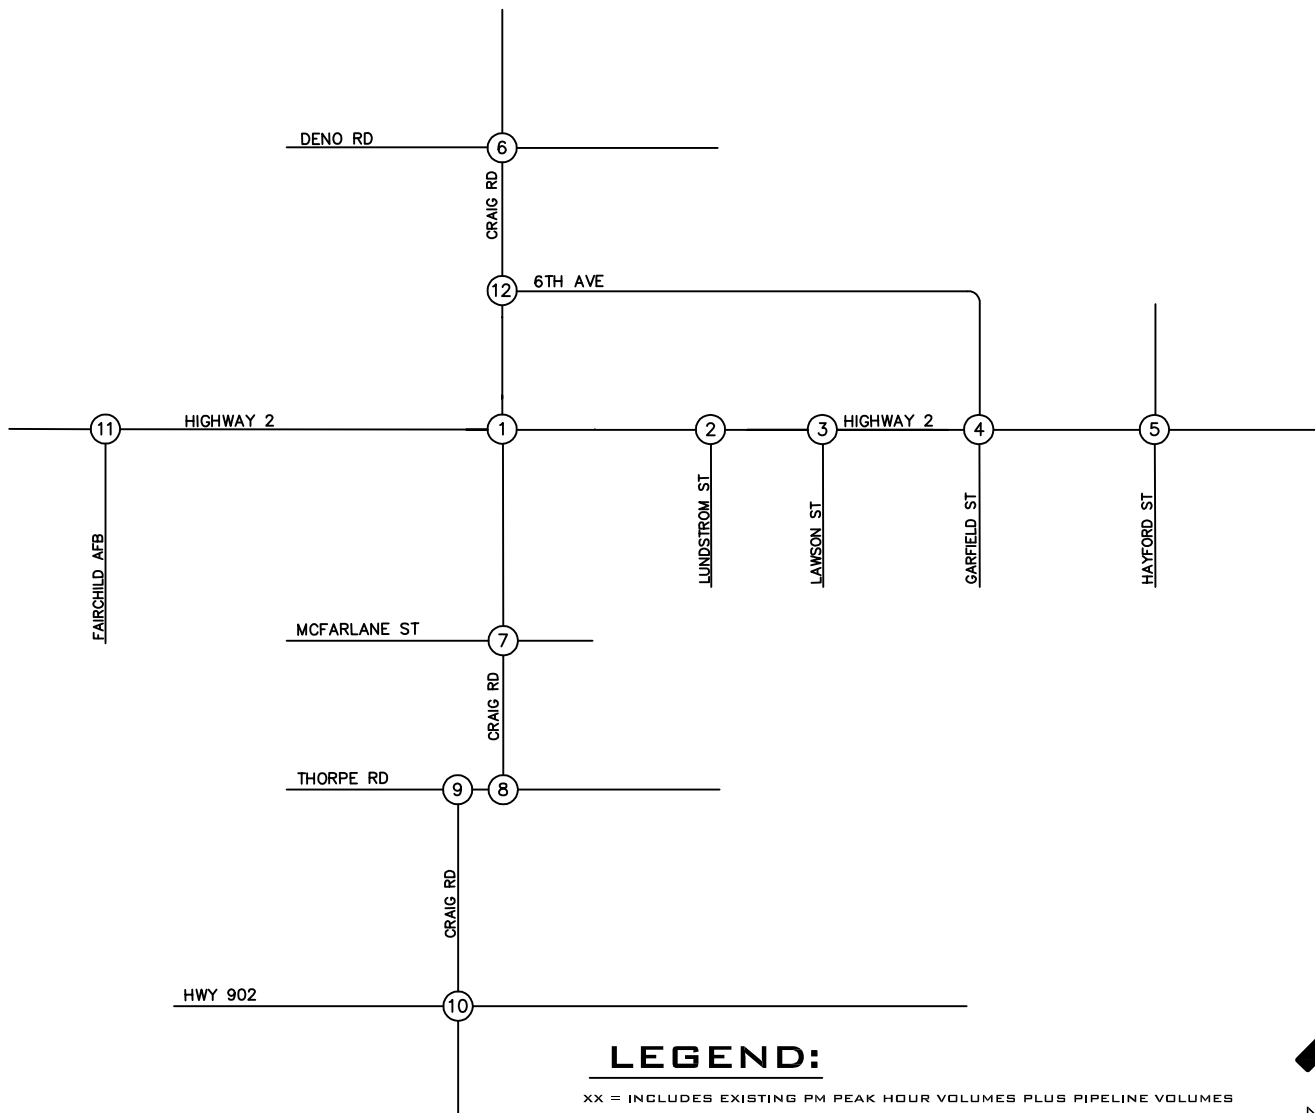 DENO RD
6
CRAIG RD
12
6TH AVE
11
HIGHWAY 2
1
2
3
HIGHWAY 2
4
5
FAIRCHILD AFB
LUNDSTROM ST
LAWSON ST
GARFIELD ST
HAYFORD ST
MCFARLANE ST
7
CRAIG RD
THORPE RD
9
8
CRAIG RD
HWY 902
10
LEGEND:
XX = INCLUDES EXISTING PM PEAK HOUR VOLUMES PLUS PIPELINE VOLUMES